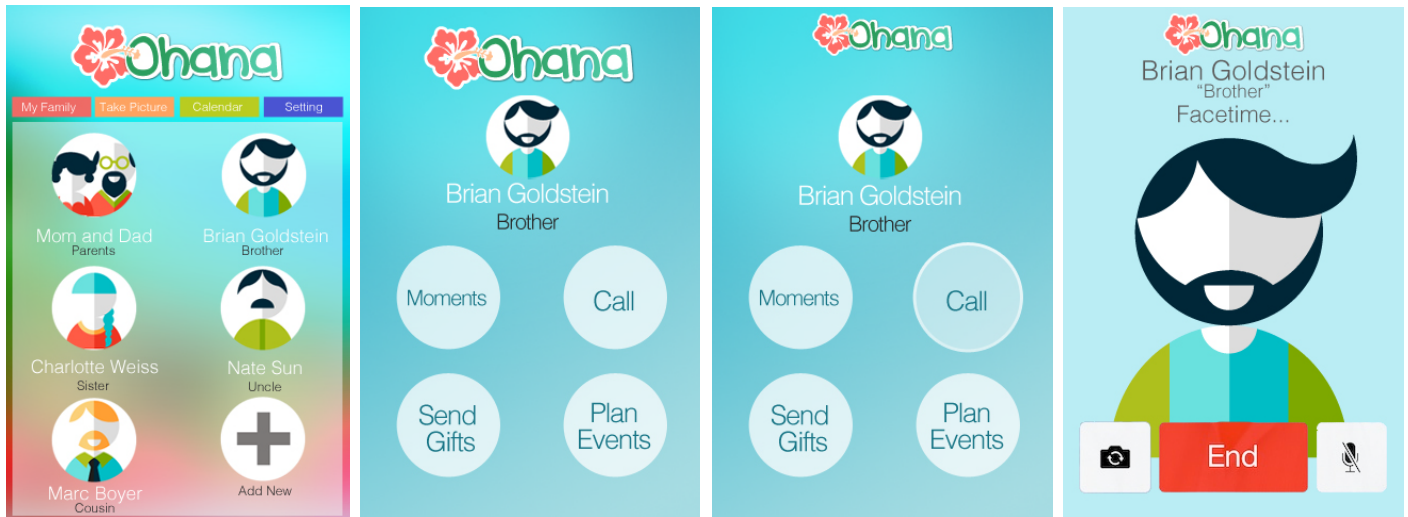 Ohana
My Family
Take Picture
Calendar
Setting
Mom and Dad
Parents
Brian Goldstein
Brother
Charlotte Weiss
Sister
Nate Sun
Uncle
Marc Boyer
Cousin
Add New
Ohana
Brian Goldstein
Brother
Moments
Call
Send
Gifts
Plan
Events
Ohana
Brian Goldstein
Brother
Moments
Call
Send
Gifts
Plan
Events
Ohana
Brian Goldstein
“Brother”
Facetime...
End